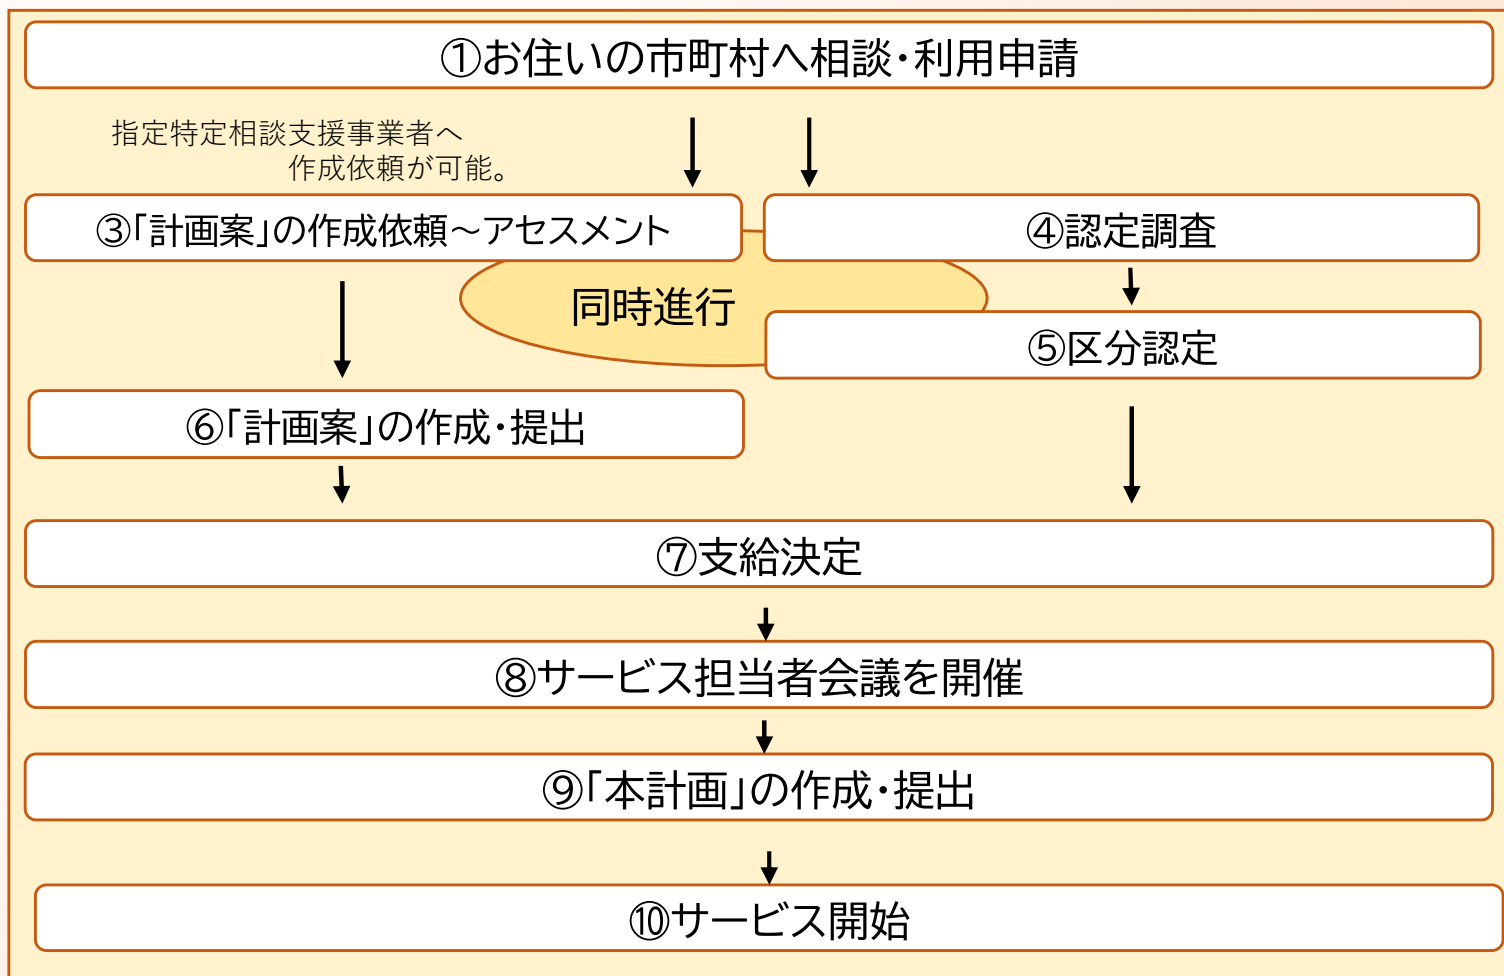 ①お住いの市町村へ相談・利用申請
指定特定相談支援事業者へ
作成依頼が可能。
③「計画案」の作成依頼～アセスメント
④認定調査
同時進行
⑤区分認定
⑥「計画案」の作成・提出
⑦支給決定
⑧サービス担当者会議を開催
⑨「本計画」の作成・提出
⑩サービス開始